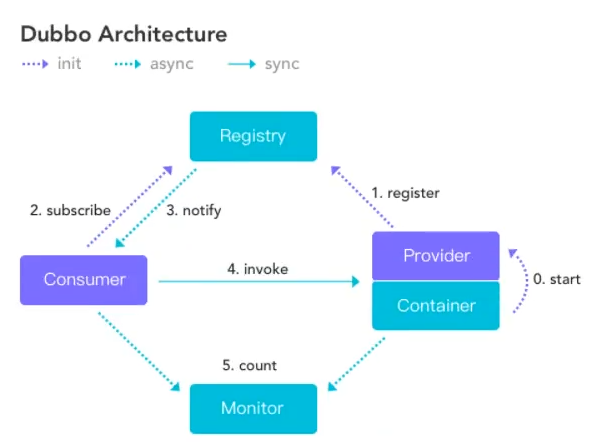 Dubbo Architecture
init async sync
Registry
1. register
2. subscribe 3. notify
Provider
4. invoke
Consumer
0. start
Container
5. count
Monitor